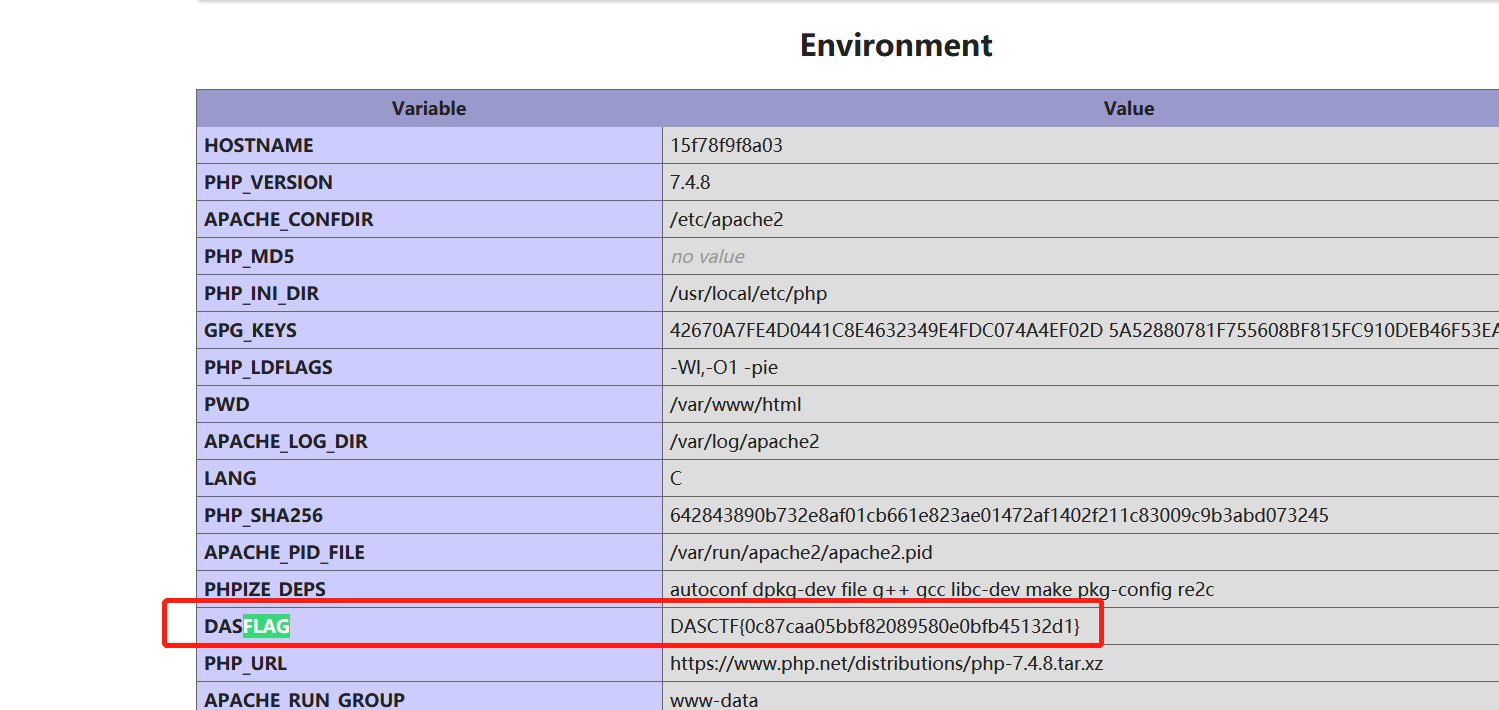 Environment
Variable Value
HOSTNAME 15f78f9f8a03
PHP_VERSION 7.4.8
APACHE_CONFDIR /etc/apache2
PHP_MD5 no value
PHP_INI_DIR /usr/local/etc/php
GPG_KEYS 42670A7FE4D0441C8E4632349E4FDC074A4EF02D 5A52880781F755608BF815FC910DEB46F53EA
PHP_LDFLAGS -Wl,-O1 -pie
PWD /var/www/html
APACHE_LOG_DIR /var/log/apache2
LANG C
PHP_SHA256 642843890b732e8af01cb661e823ae01472af1402f211c83009c9b3abd073245
APACHE_PID_FILE /var/run/apache2/apache2.pid
PHPIZE_DEPS autoconf dpkg-dev file g++ gcc libc-dev make pkg-config re2c
DASFLAG DASCTF{0c87caa05bbf82089580e0bfb45132d1}
PHP_URL https://www.php.net/distributions/php-7.4.8.tar.xz
APACHE_RUN_GROUP www-data